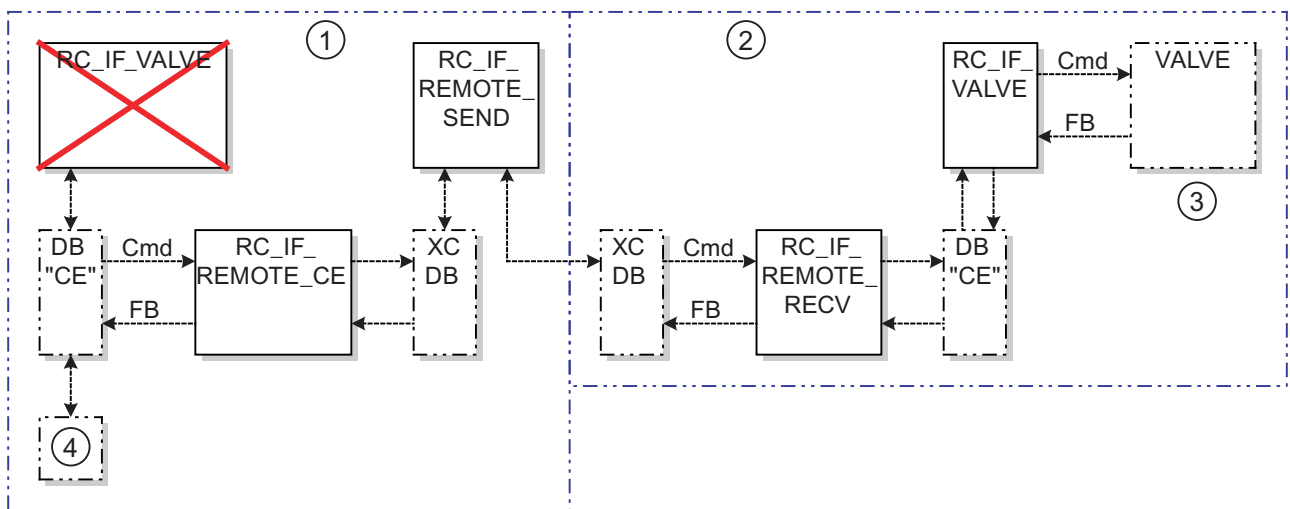 1
2
RC_IF_VALVE
RC_IF_
REMOTE_
SEND
RC_IF_
VALVE
Cmd
FB
VALVE
3
DB
"CE"
Cmd
FB
RC_IF_
REMOTE_CE
XC
DB
XC
DB
Cmd
FB
RC_IF_
REMOTE_
RECV
DB
"CE"
4